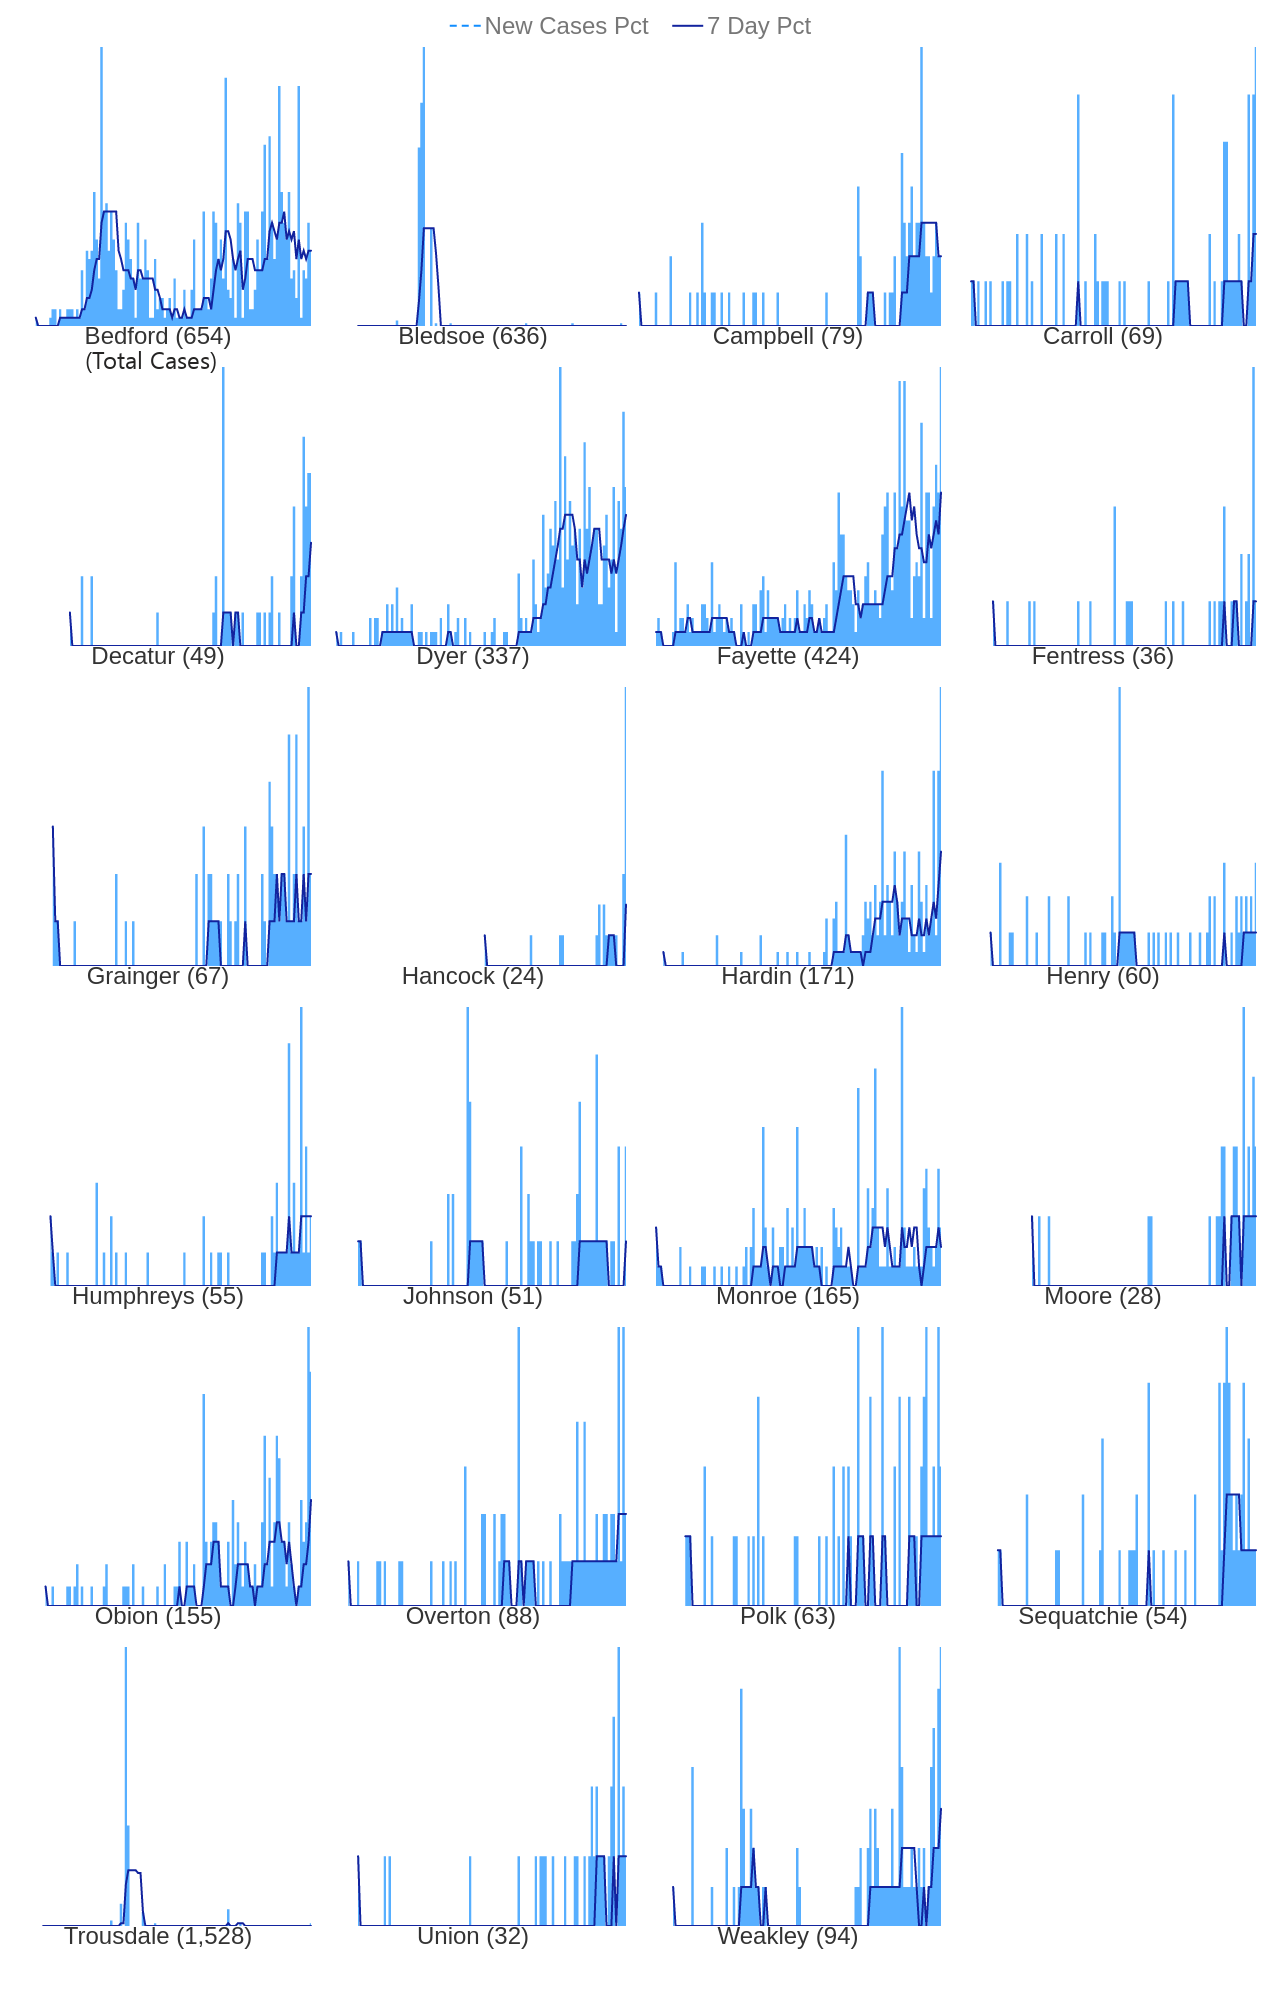 New Cases Pct 7 Day Pct
Bedford (654) Bledsoe (636) Campbell (79) Carroll (69)
(Total Cases)
Decatur (49) Dyer (337) Fayette (424) Fentress (36)
Grainger (67) Hancock (24) Hardin (171) Henry (60)
Humphreys (55) Johnson (51) Monroe (165) Moore (28)
Obion (155) Overton (88) Polk (63) Sequatchie (54)
Trousdale (1,528) Union (32) Weakley (94)